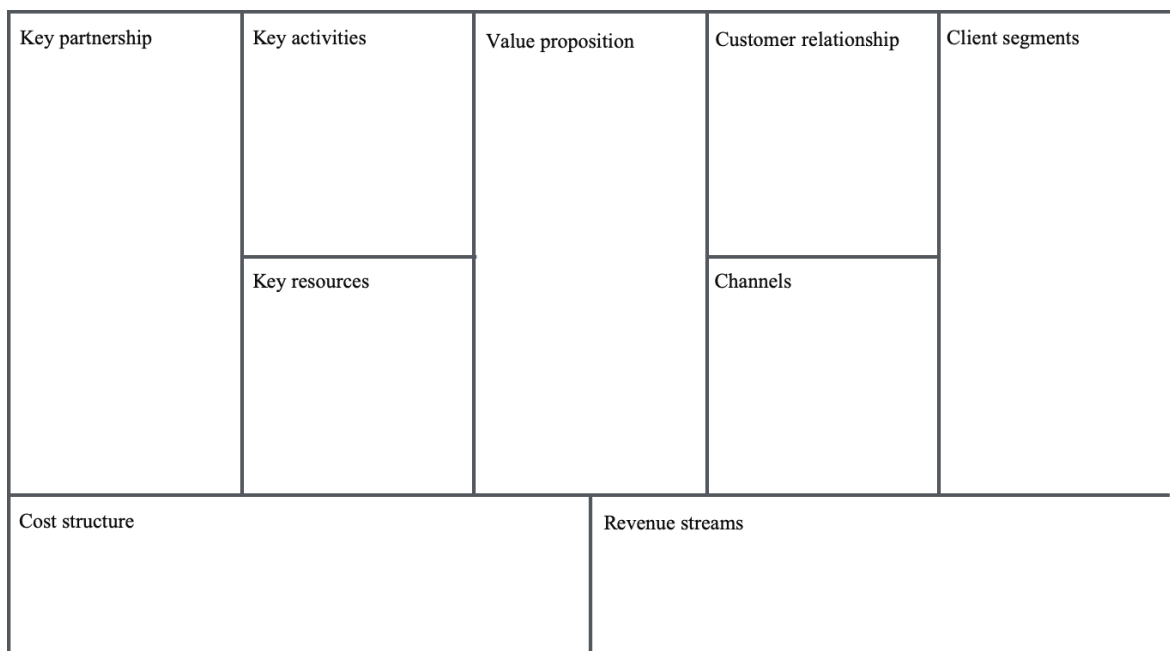 Key partnership
Key activities
Value proposition
Customer relationship
Client segments
Key resources
Channels
Cost structure
Revenue streams